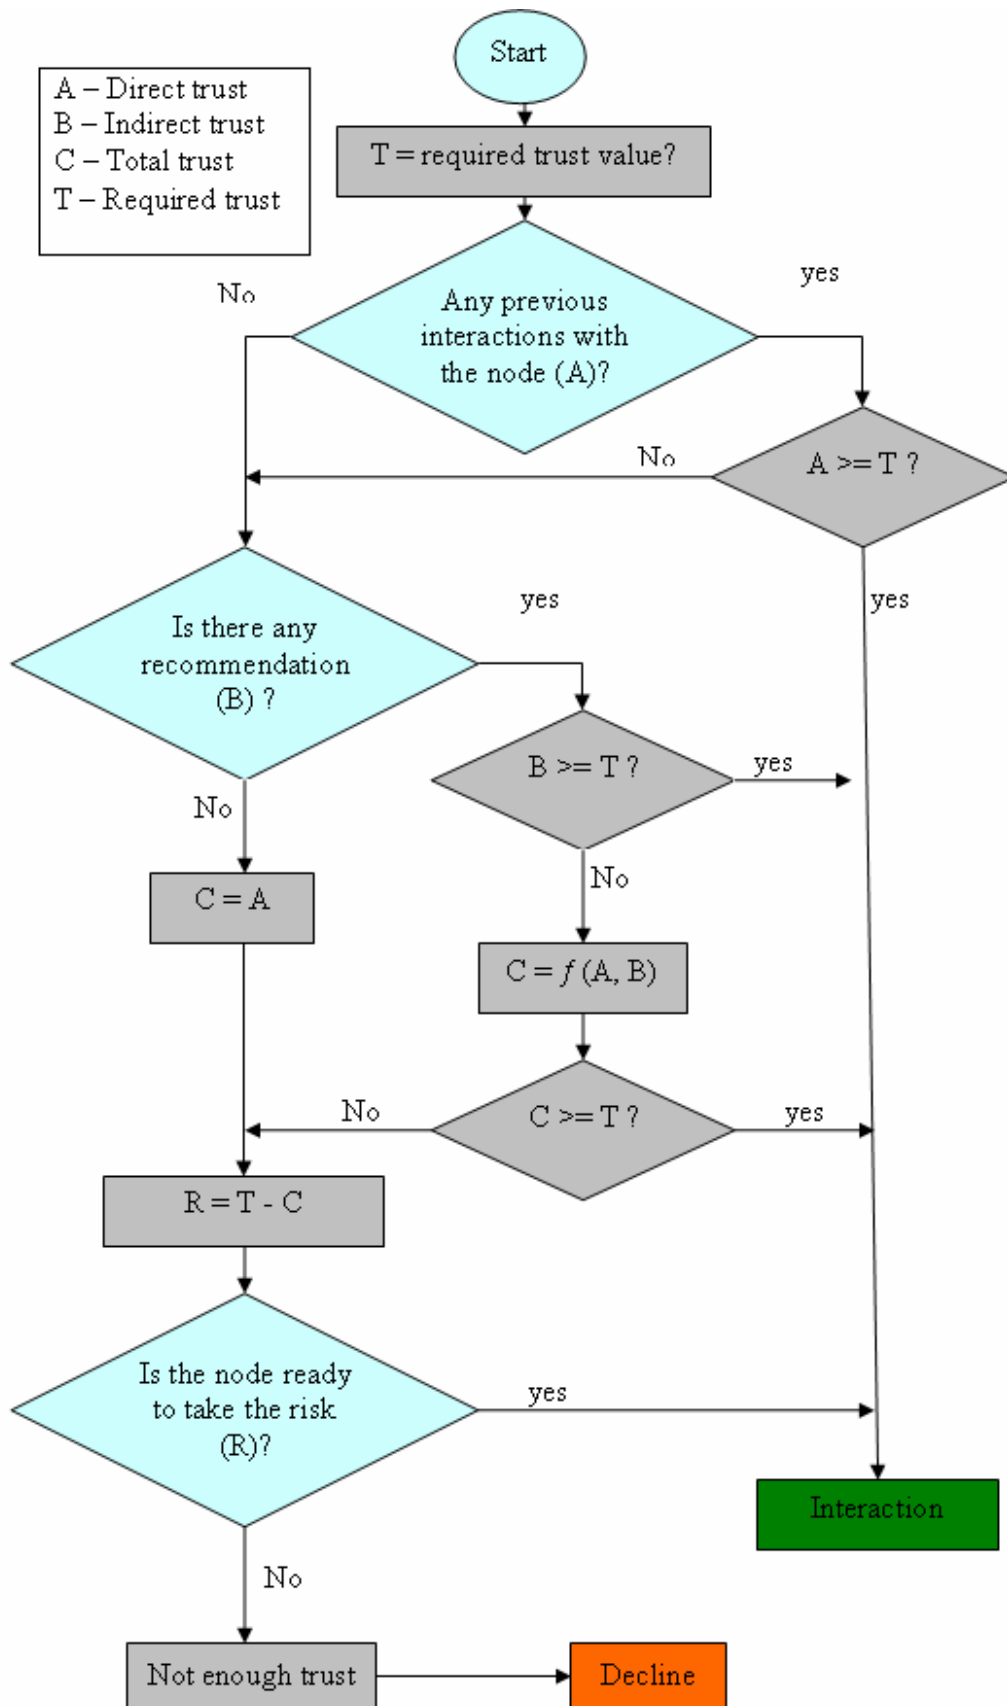 Start
A – Direct trust
B – Indirect trust
C – Total trust
T – Required trust
T = required trust value?
No
yes
Any previous
interactions with
the node (A)?
No
A >= T ?
yes
yes
Is there any
recommendation
(B) ?
B >= T ?
yes
No
No
C = A
C = f (A, B)
No
C >= T ?
yes
R = T - C
Is the node ready
to take the risk
(R)?
yes
Interaction
No
Not enough trust
Decline